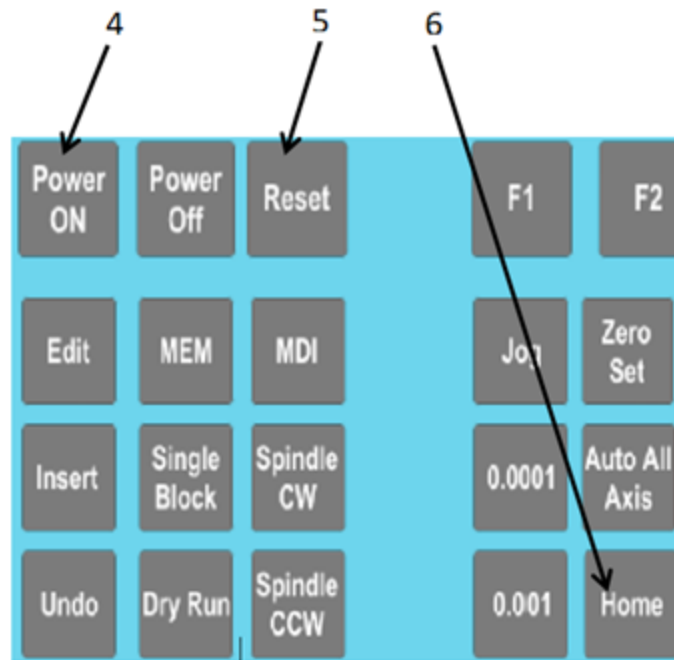 4 5 6
Power ON
Power Off
Reset
F1
F2
Edit
MEM
MDI
Jog
Zero Set
Insert
Single Block
Spindle CW
0.0001
Auto All Axis
Undo
Dry Run
Spindle CCW
0.001
Home